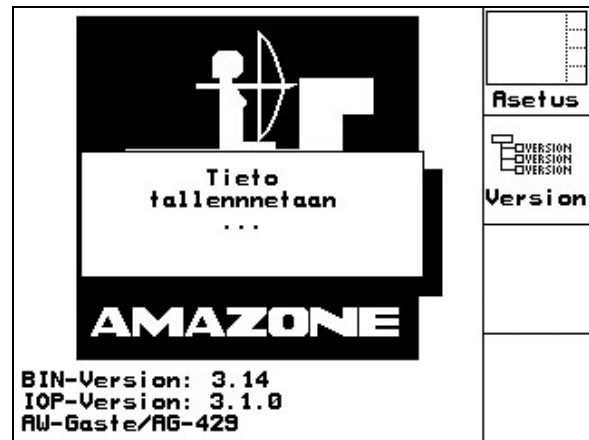 Tieto
tallennnetaan
...
AMAZONE
BIN-Version: 3.14
IOP-Version: 3.1.0
AW-Gaste/AG-429
Asetus
VERSION
VERSION
VERSION
Version